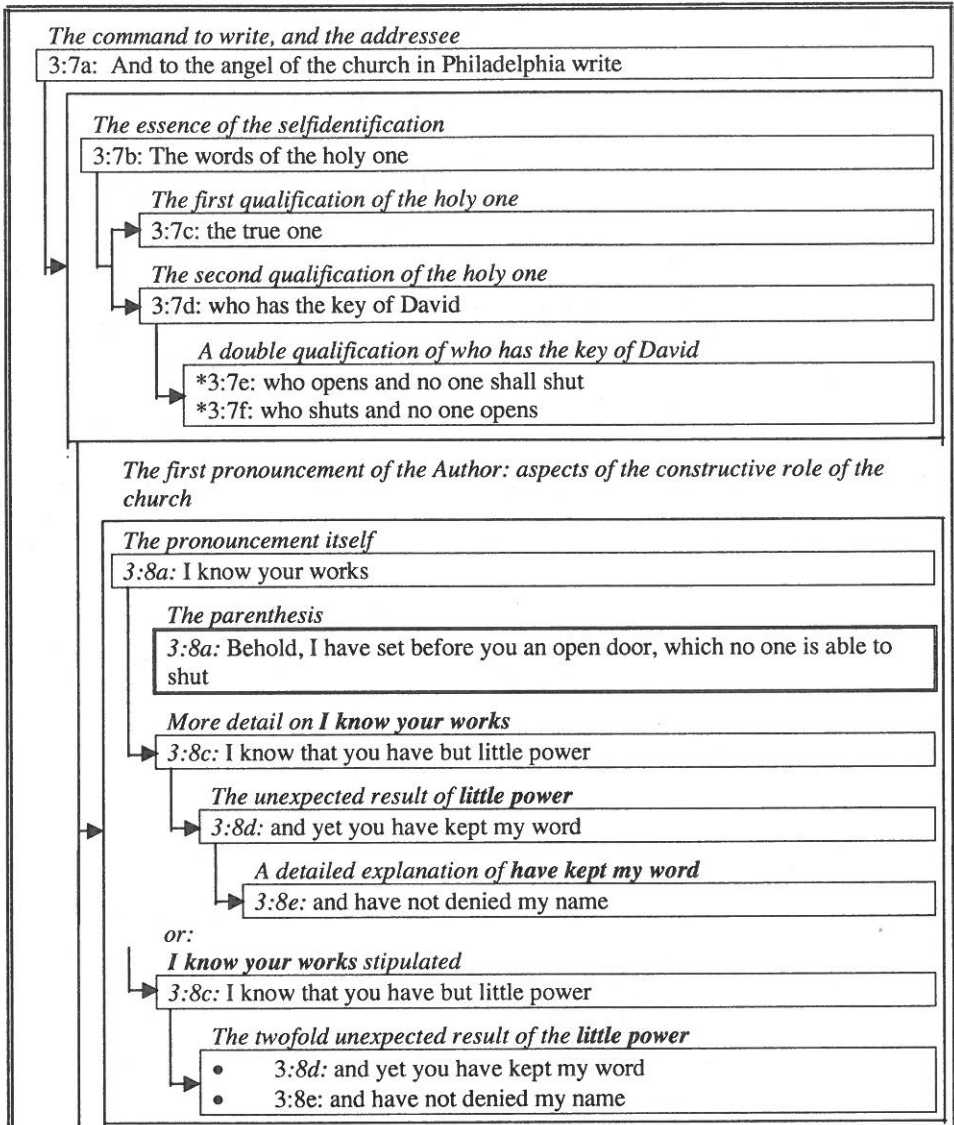 The command to write, and the addressee
3:7a: And to the angel of the church in Philadelphia write
The essence of the selfidentification
3:7b: The words of the holy one
The first qualification of the holy one
3:7c: the true one
The second qualification of the holy one
3:7d: who has the key of David
A double qualification of who has the key of David
*3:7e: who opens and no one shall shut
*3:7f: who shuts and no one opens
The first pronouncement of the Author: aspects of the constructive role of the
church
The pronouncement itself
3:8a: I know your works
The parenthesis
3:8a: Behold, I have set before you an open door, which no one is able to
shut
More detail on I know your works
3:8c: I know that you have but little power
The unexpected result of little power
3:8d: and yet you have kept my word
A detailed explanation of have kept my word
3:8e: and have not denied my name
or:
I know your works stipulated
3:8c: I know that you have but little power
The twofold unexpected result of the little power
• 3:8d: and yet you have kept my word
• 3:8e: and have not denied my name